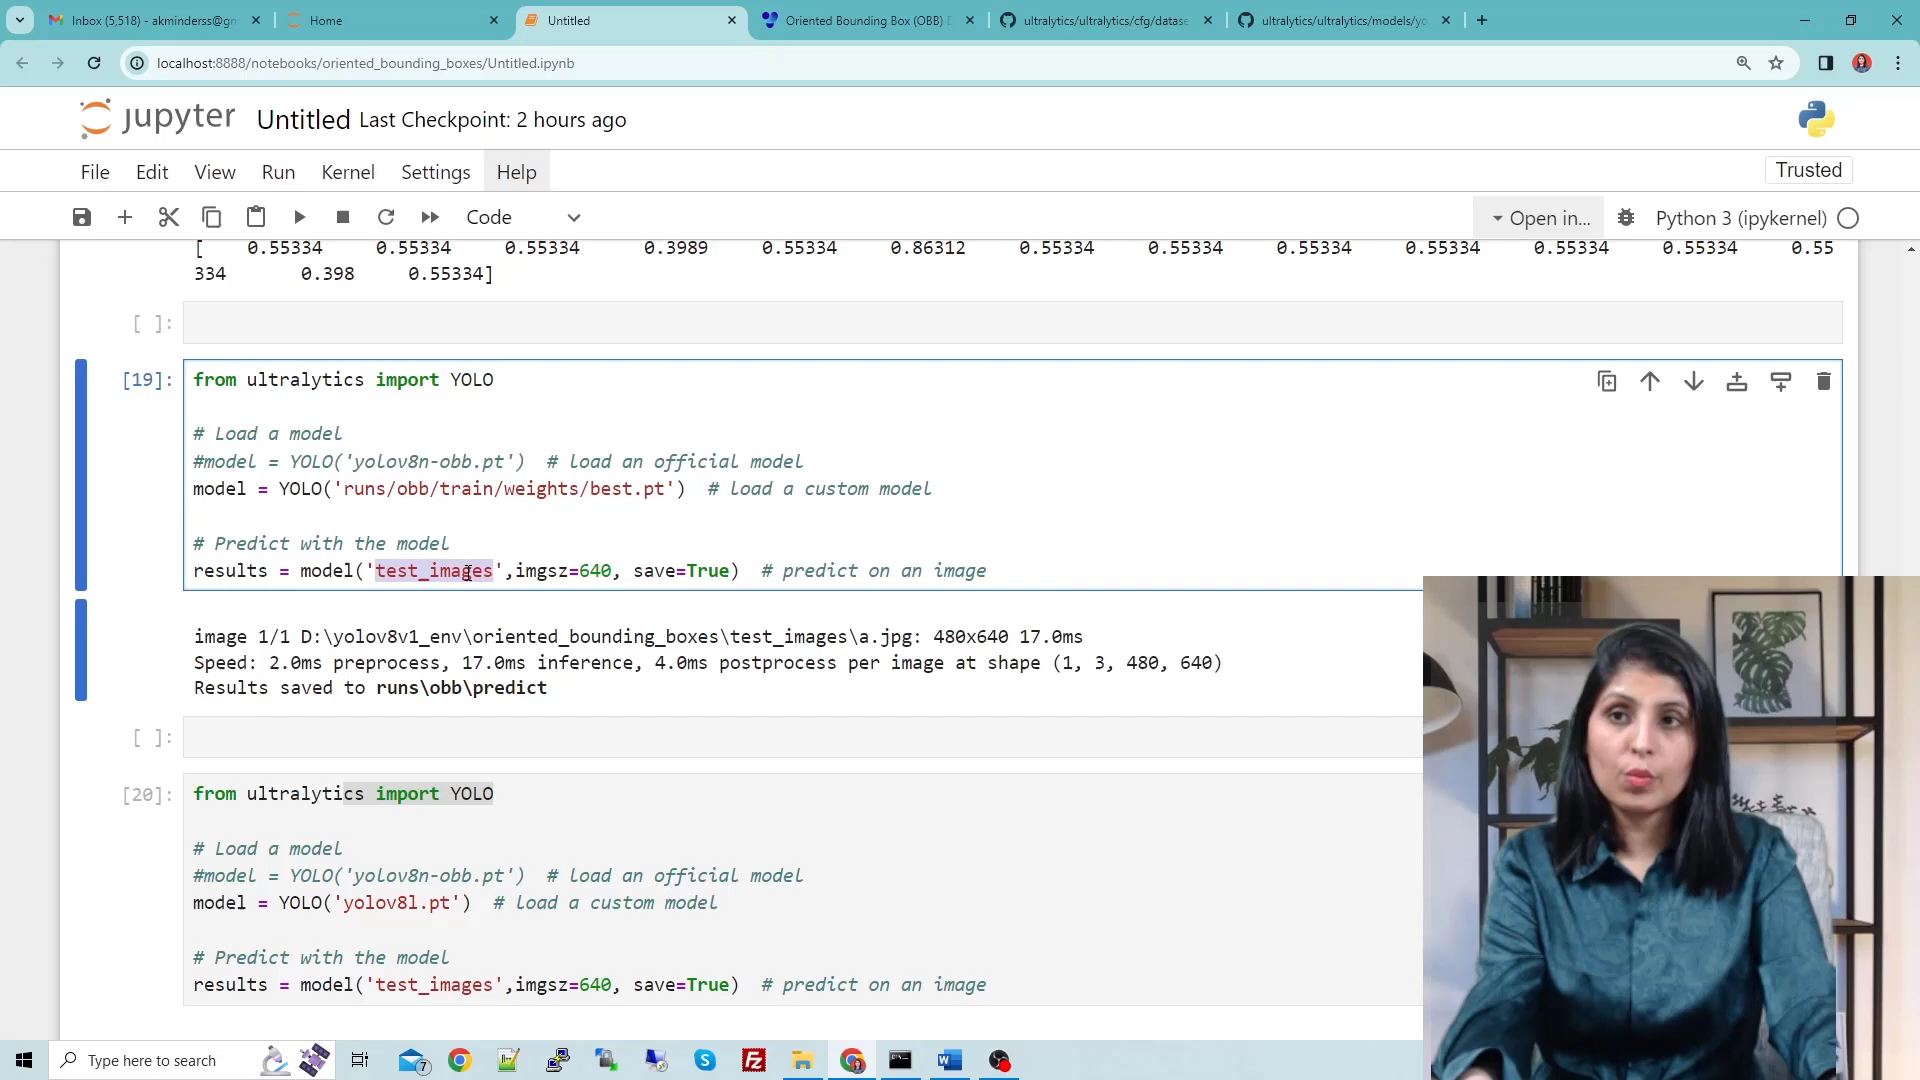 Inbox (5,518) - akminderss@gm
Home
Untitled
Oriented Bounding Box (OBB) D
ultralytics/ultralytics/cfg/datase
ultralytics/ultralytics/models/yo
localhost:8888/notebooks/oriented_bounding_boxes/Untitled.ipynb
jupyter Untitled Last Checkpoint: 2 hours ago
File Edit View Run Kernel Settings Help Trusted
Code Open in... Python 3 (ipykernel)
[ 0.55334 0.55334 0.55334 0.3989 0.55334 0.86312 0.55334 0.55334 0.55334 0.55334 0.55334 0.55334 0.55
334 0.398 0.55334]
[ ]:
[19]: from ultralytics import YOLO
# Load a model
#model = YOLO('yolov8n-obb.pt') # load an official model
model = YOLO('runs/obb/train/weights/best.pt') # load a custom model
# Predict with the model
results = model('test_images',imgsz=640, save=True) # predict on an image
image 1/1 D:\yolov8v1_env\oriented_bounding_boxes\test_images\a.jpg: 480x640 17.0ms
Speed: 2.0ms preprocess, 17.0ms inference, 4.0ms postprocess per image at shape (1, 3, 480, 640)
Results saved to runs\obb\predict
[ ]:
[20]: from ultralytics import YOLO
# Load a model
#model = YOLO('yolov8n-obb.pt') # load an official model
model = YOLO('yolov8l.pt') # load a custom model
# Predict with the model
results = model('test_images',imgsz=640, save=True) # predict on an image
Type here to search
7